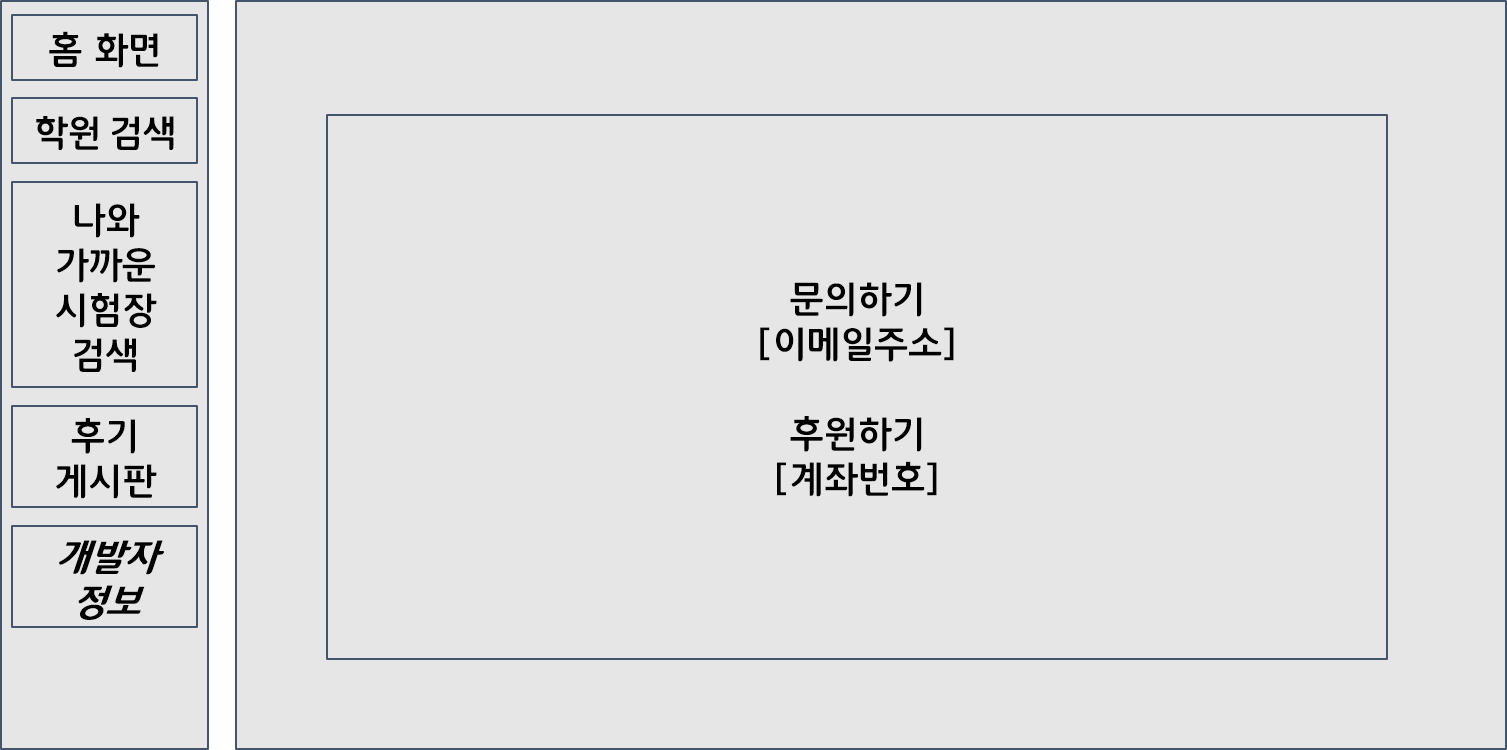 홈 화면
학원 검색
나와
가까운
시험장
검색
후기
게시판
개발자
정보
문의하기
[이메일주소]
후원하기
[계좌번호]